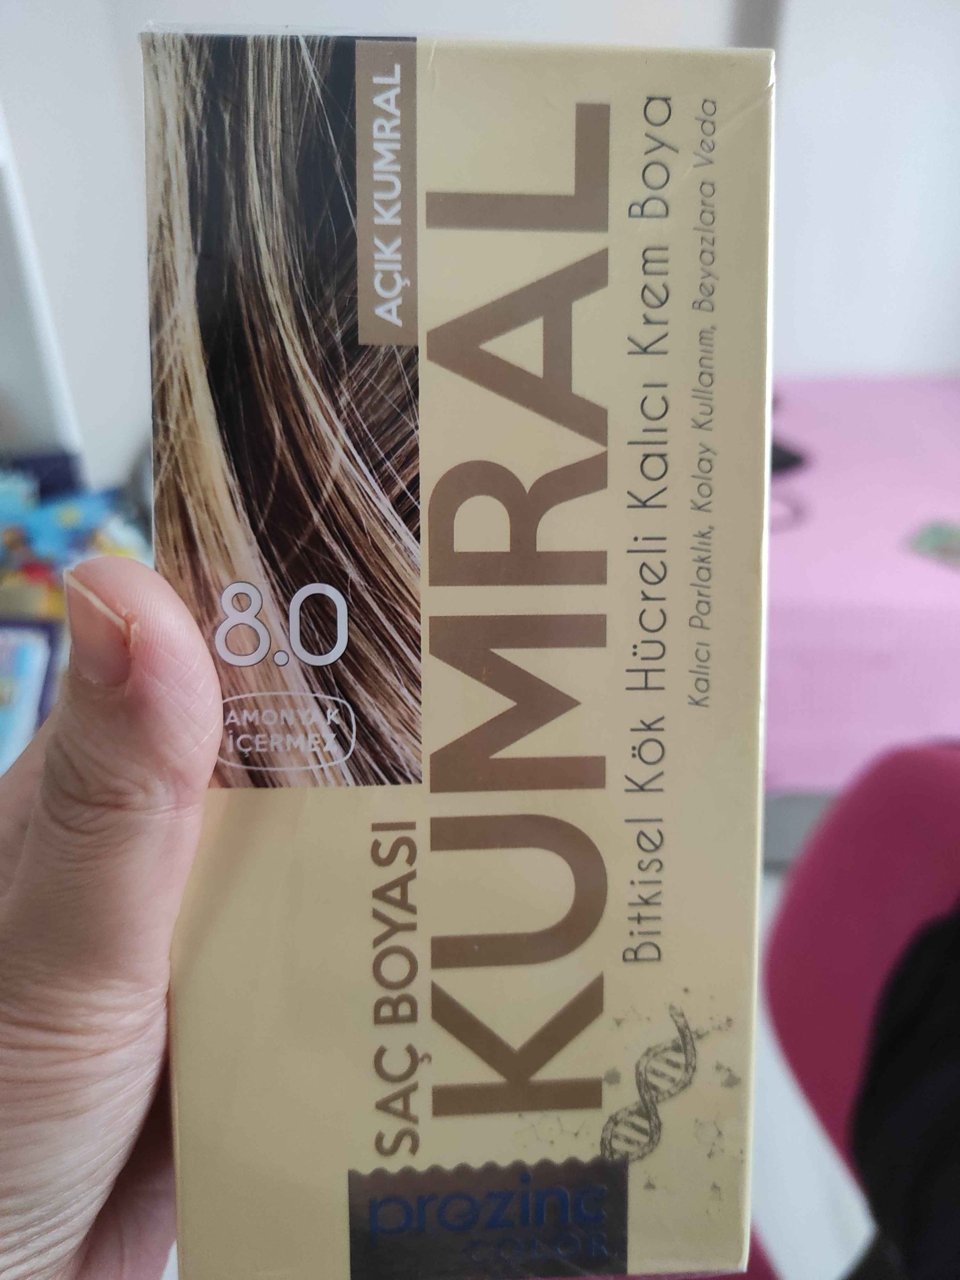 AÇIK KUMRAL
8.0
AMONYAK
İÇERMEZ
SAÇ BOYASI
KUMRAL
Bitkisel Kök Hücreli Kalıcı Krem Boya
Kalıcı Parlaklık, Kolay Kullanım, Beyazlara Veda
prozinc
COLOR